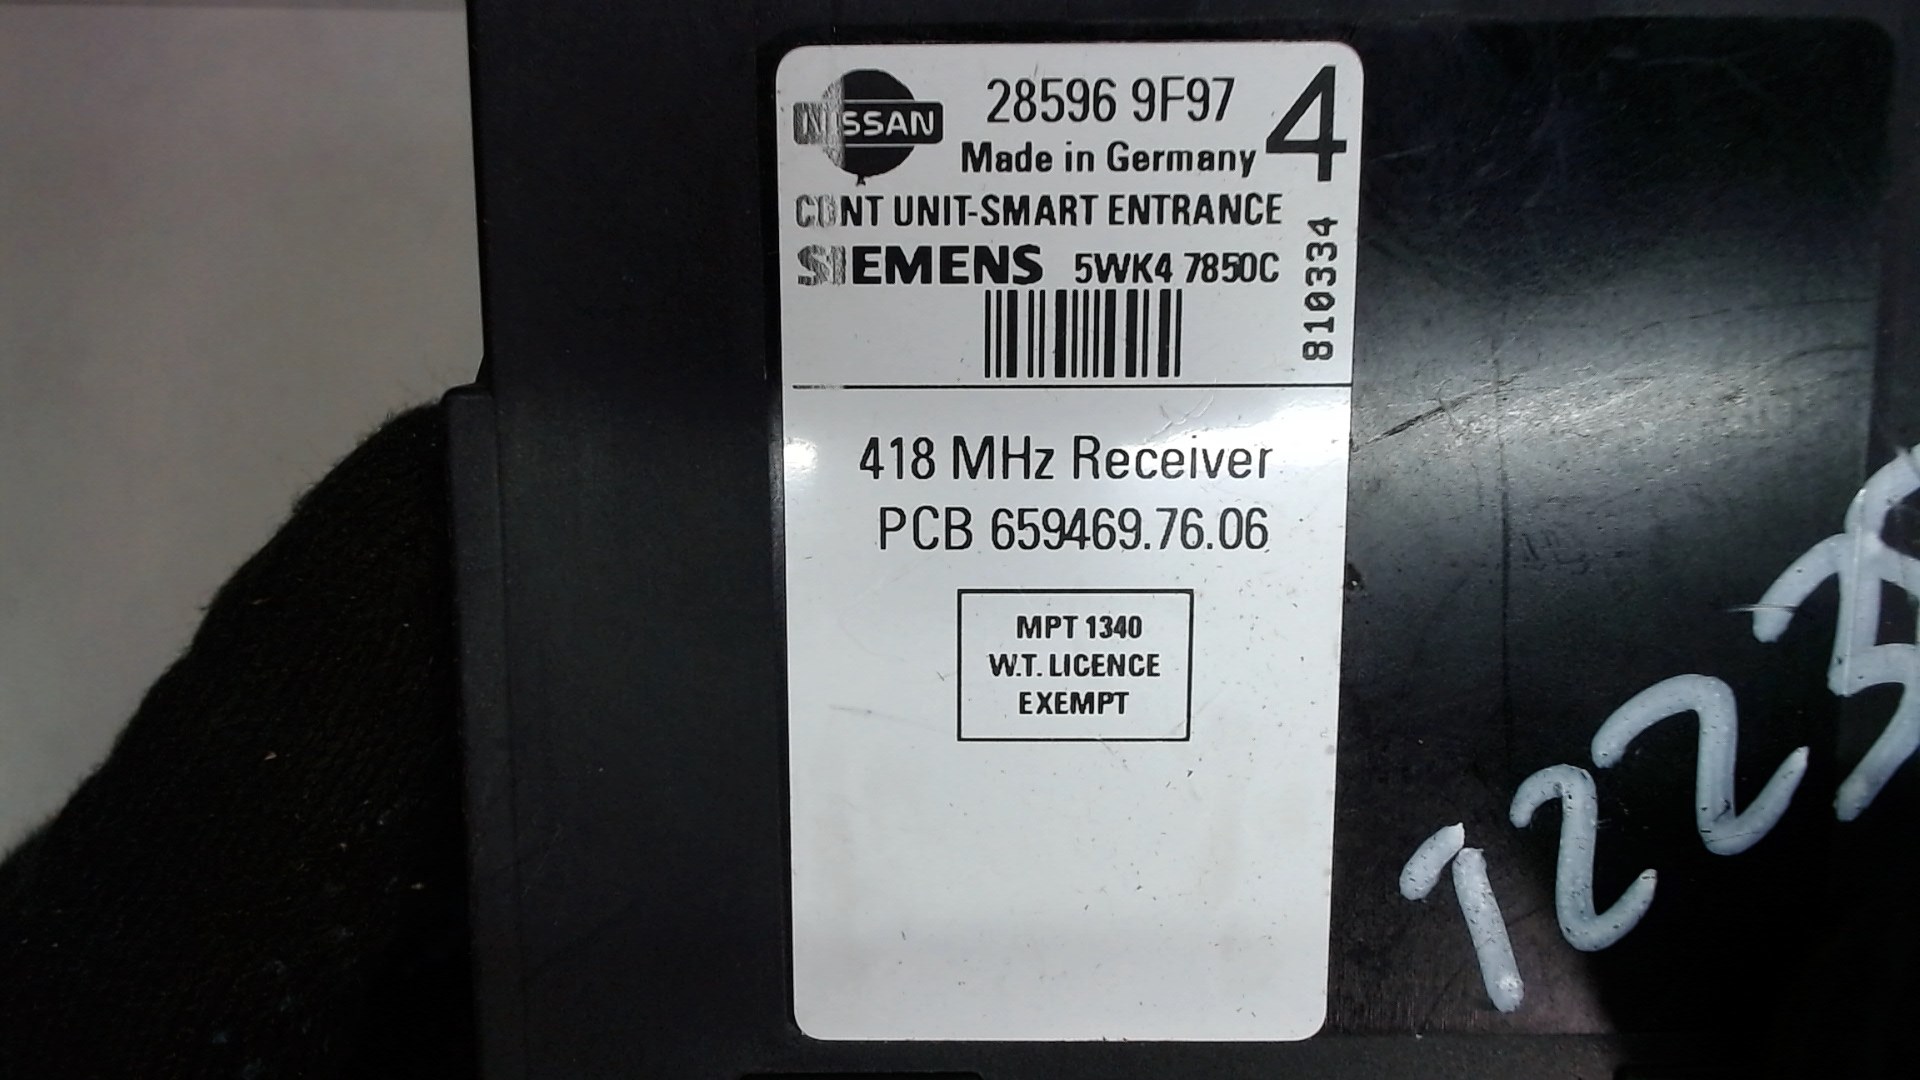 NISSAN
28596 9F97
4
Made in Germany
CONT UNIT-SMART ENTRANCE
SIEMENS 5WK4 7850C
810334
418 MHz Receiver
PCB 659469.76.06
MPT 1340
W.T. LICENCE
EXEMPT